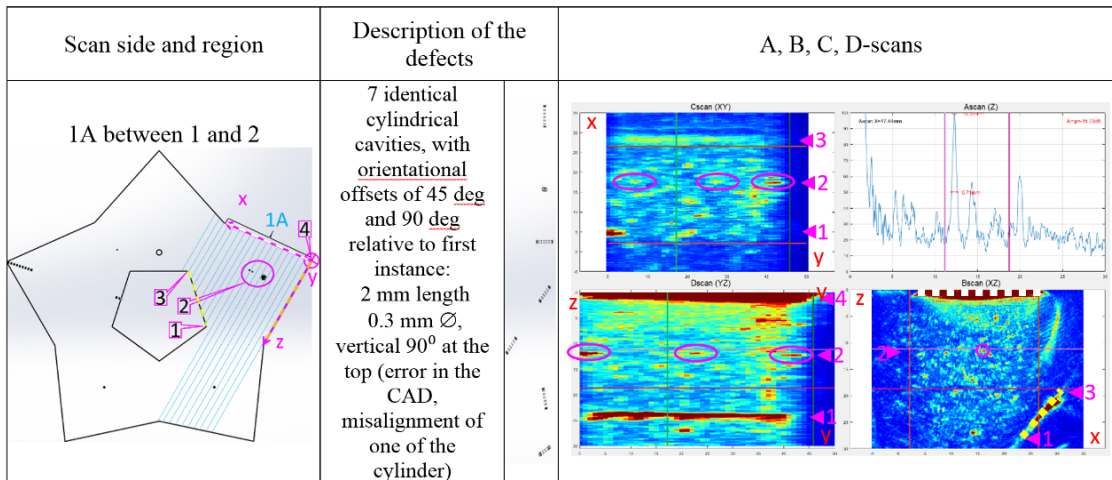 Scan side and region
Description of the
defects
A, B, C, D-scans
1A between 1 and 2
x
1A
4
y
3
2
1
z
7 identical
cylindrical
cavities, with
orientational
offsets of 45 deg
and 90 deg
relative to first
instance:
2 mm length
0.3 mm Ø,
vertical 90⁰ at the
top (error in the
CAD,
misalignment of
one of the
cylinder)
Cscan (XY)
x
3
2
1
y
Ascan (Z)
Ascan X=17.44mm
Dscan (YZ)
z
y
4
2
1
y
Bscan (XZ)
z
2
3
1
x